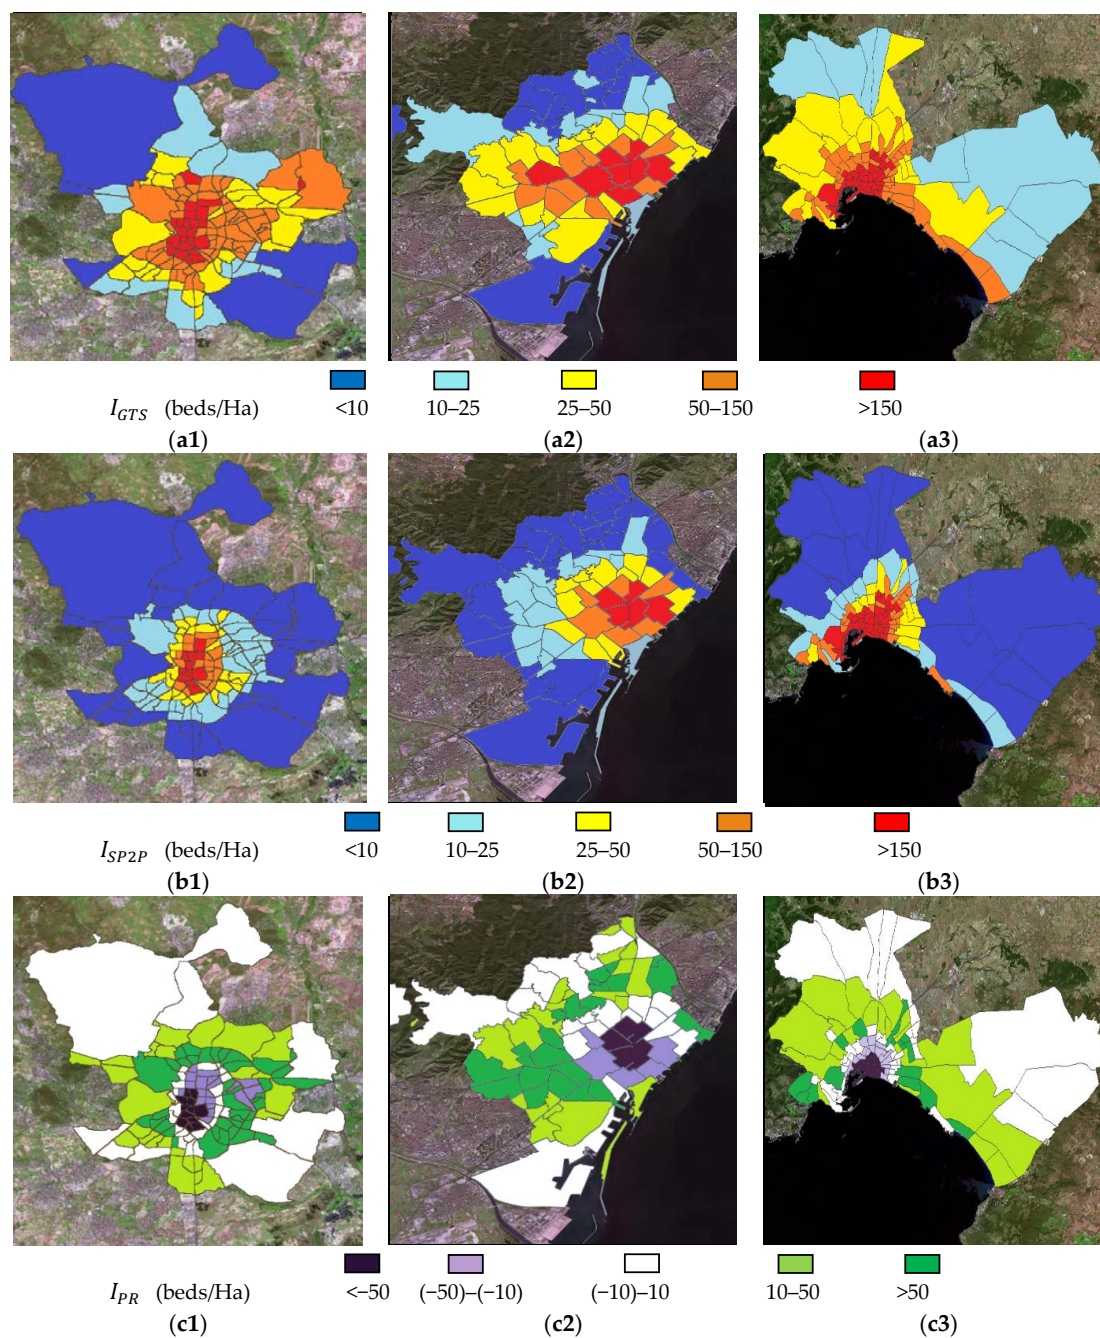 I_GTS (beds/Ha) <10 10–25 25–50 50–150 >150
(a1) (a2) (a3)
I_SP2P (beds/Ha) <10 10–25 25–50 50–150 >150
(b1) (b2) (b3)
I_PR (beds/Ha) <−50 (−50)–(−10) (−10)–10 10–50 >50
(c1) (c2) (c3)